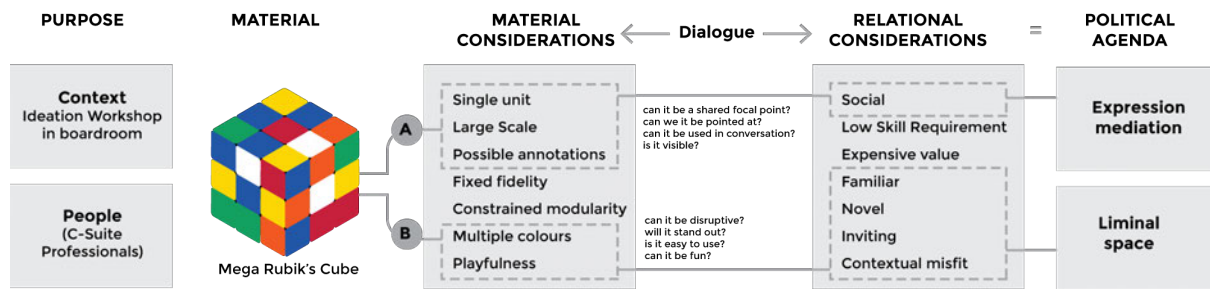 PURPOSE
MATERIAL
MATERIAL
CONSIDERATIONS
Dialogue
RELATIONAL
CONSIDERATIONS
=
POLITICAL
AGENDA
Context
Ideation Workshop
in boardroom
People
(C-Suite
Professionals)
Mega Rubik's Cube
A
B
Single unit
Large Scale
Possible annotations
Fixed fidelity
Constrained modularity
Multiple colours
Playfulness
can it be a shared focal point?
can we it be pointed at?
can it be used in conversation?
is it visible?
can it be disruptive?
will it stand out?
is it easy to use?
can it be fun?
Social
Low Skill Requirement
Expensive value
Familiar
Novel
Inviting
Contextual misfit
Expression
mediation
Liminal
space